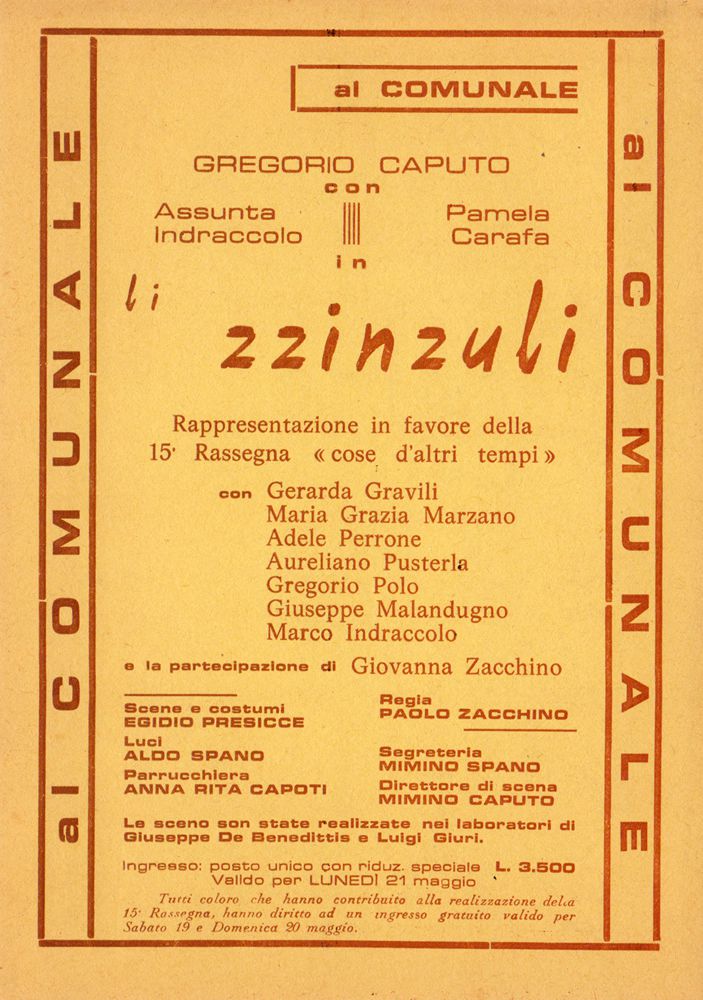 al COMUNALE
al COMUNALE
al COMUNALE
GREGORIO CAPUTO
con
Assunta Indraccolo
Pamela Carafa
in
li zzinzuli
Rappresentazione in favore della
15ª Rassegna « cose d'altri tempi »
con Gerarda Gravili
Maria Grazia Marzano
Adele Perrone
Aureliano Pusterla
Gregorio Polo
Giuseppe Malandugno
Marco Indraccolo
e la partecipazione di Giovanna Zacchino
Scene e costumi
EGIDIO PRESICCE
Luci
ALDO SPANO
Parrucchiera
ANNA RITA CAPOTI
Regia
PAOLO ZACCHINO
Segreteria
MIMINO SPANO
Direttore di scena
MIMINO CAPUTO
Le sceno son state realizzate nei laboratori di
Giuseppe De Benedittis e Luigi Giuri.
Ingresso: posto unico con riduz. speciale L. 3.500
Valido per LUNEDÌ 21 maggio
Tutti coloro che hanno contribuito alla realizzazione della
15ª Rassegna, hanno diritto ad un ingresso gratuito valido per
Sabato 19 e Domenica 20 maggio.